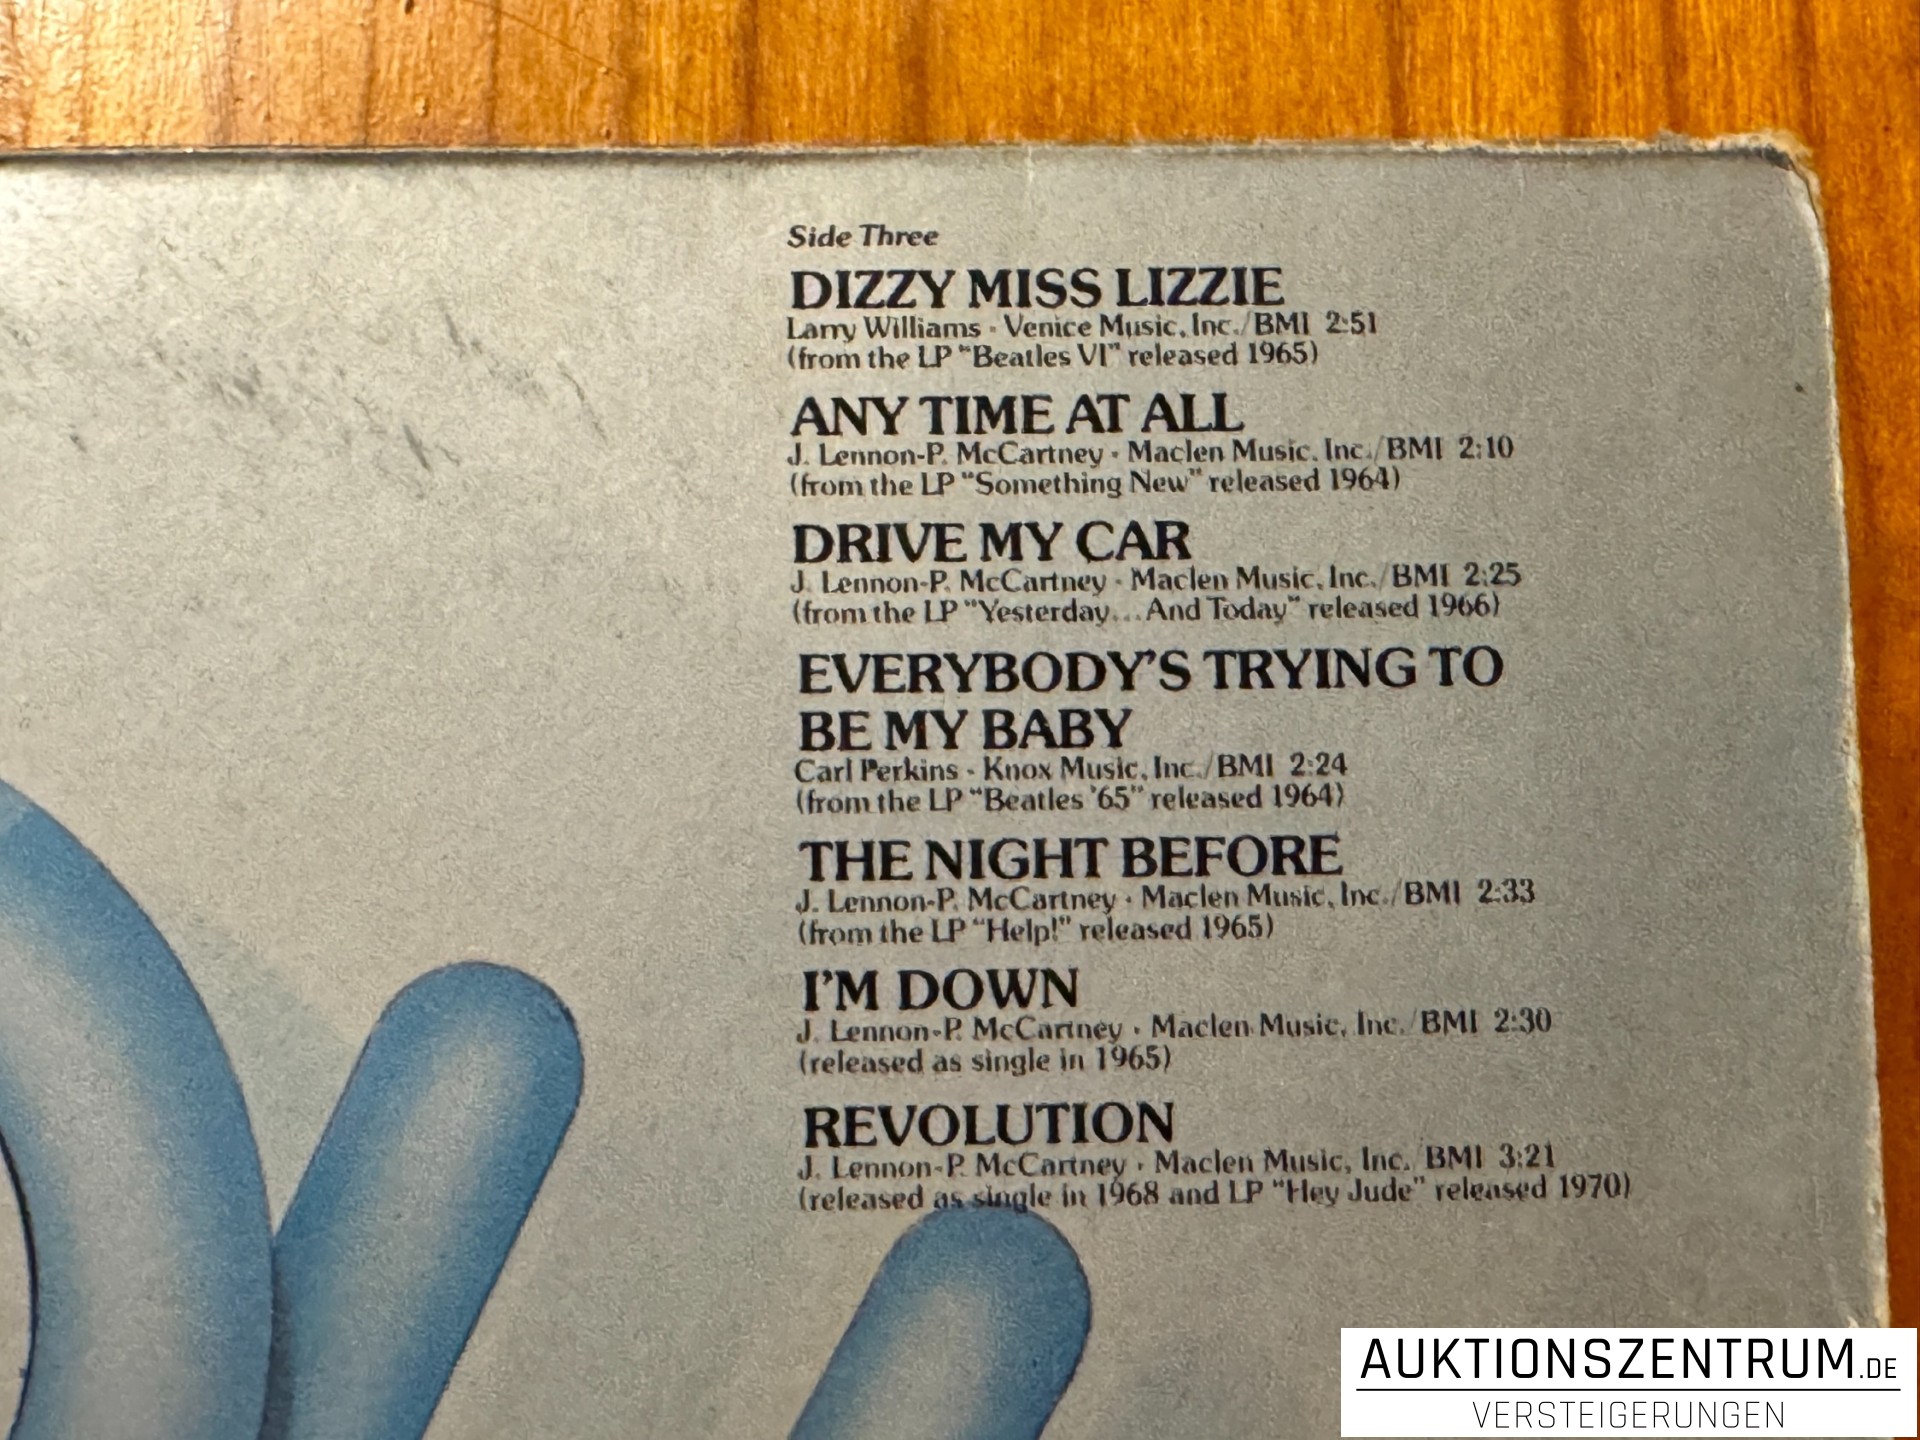 Side Three
DIZZY MISS LIZZIE
Larry Williams · Venice Music, Inc./BMI 2:51
(from the LP "Beatles VI" released 1965)
ANY TIME AT ALL
J. Lennon-P. McCartney · Maclen Music, Inc./BMI 2:10
(from the LP "Something New" released 1964)
DRIVE MY CAR
J. Lennon-P. McCartney · Maclen Music, Inc./BMI 2:25
(from the LP "Yesterday...And Today" released 1966)
EVERYBODY'S TRYING TO
BE MY BABY
Carl Perkins · Knox Music, Inc./BMI 2:24
(from the LP "Beatles '65" released 1964)
THE NIGHT BEFORE
J. Lennon-P. McCartney · Maclen Music, Inc./BMI 2:33
(from the LP "Help!" released 1965)
I'M DOWN
J. Lennon-P. McCartney · Maclen Music, Inc./BMI 2:30
(released as single in 1965)
REVOLUTION
J. Lennon-P. McCartney · Maclen Music, Inc./BMI 3:21
(released as single in 1968 and LP "Hey Jude" released 1970)
AUKTIONSZENTRUM.DE
VERSTEIGERUNGEN